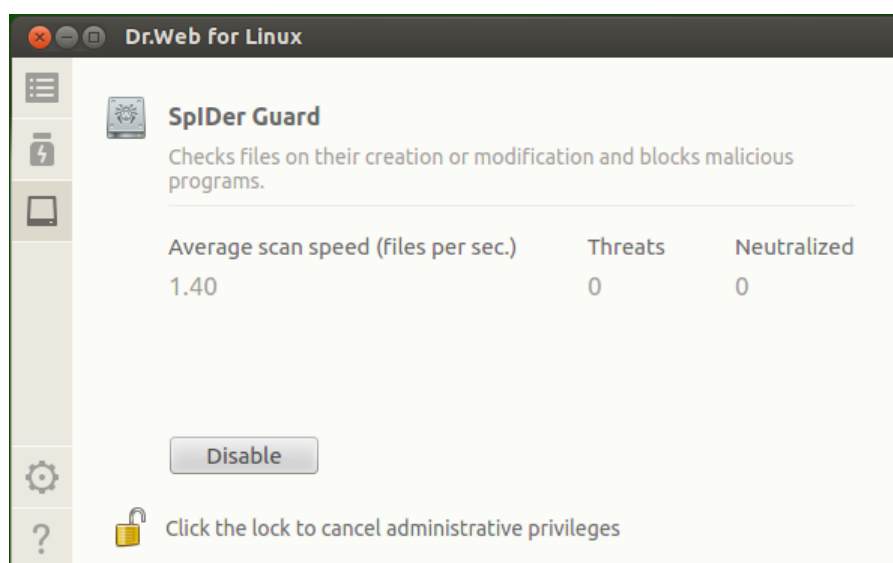 Dr.Web for Linux
SpIDer Guard
Checks files on their creation or modification and blocks malicious
programs.
Average scan speed (files per sec.) Threats Neutralized
1.40 0 0
Disable
Click the lock to cancel administrative privileges
?